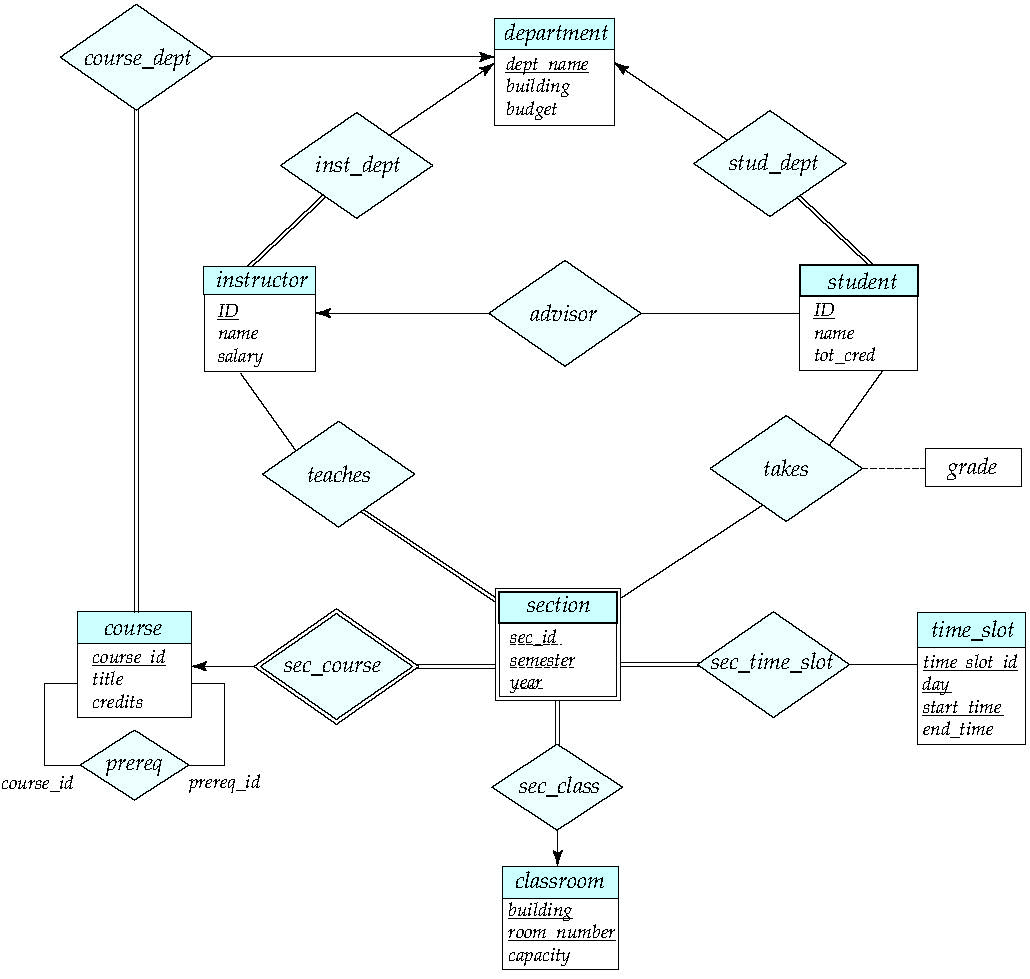 department
course_dept
dept_name
building
budget
inst_dept
stud_dept
instructor
ID
name
salary
advisor
student
ID
name
tot_cred
teaches
takes
grade
course
course_id
title
credits
sec_course
section
sec_id
semester
year
sec_time_slot
time_slot
time_slot_id
day
start_time
end_time
prereq
course_id
prereq_id
sec_class
classroom
building
room_number
capacity